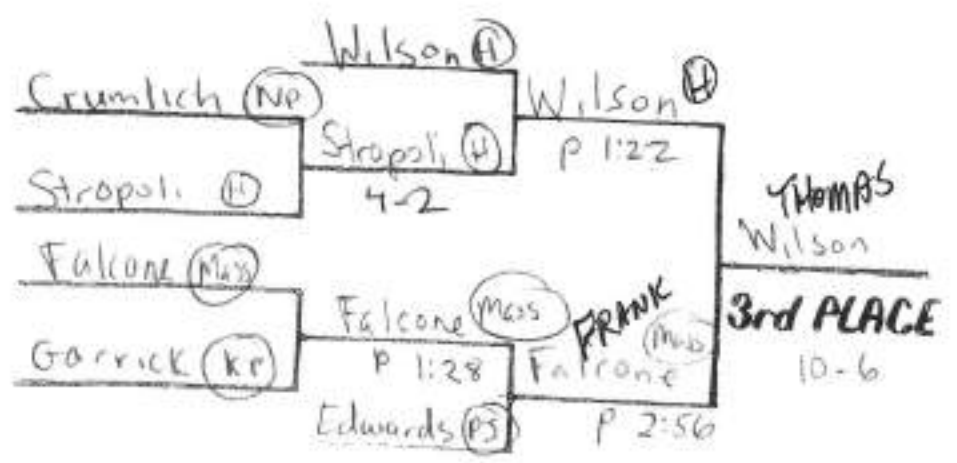 Wilson H
Crumlich NP
Wilson H
Stropoli H
P 1:22
4-2
Stropoli H
THOMAS
Wilson
Falcone Mass
Falcone Mass
FRANK
Mass
3rd PLACE
Garrick KP
P 1:28
Falcone
10-6
Edwards PJ
P 2:56